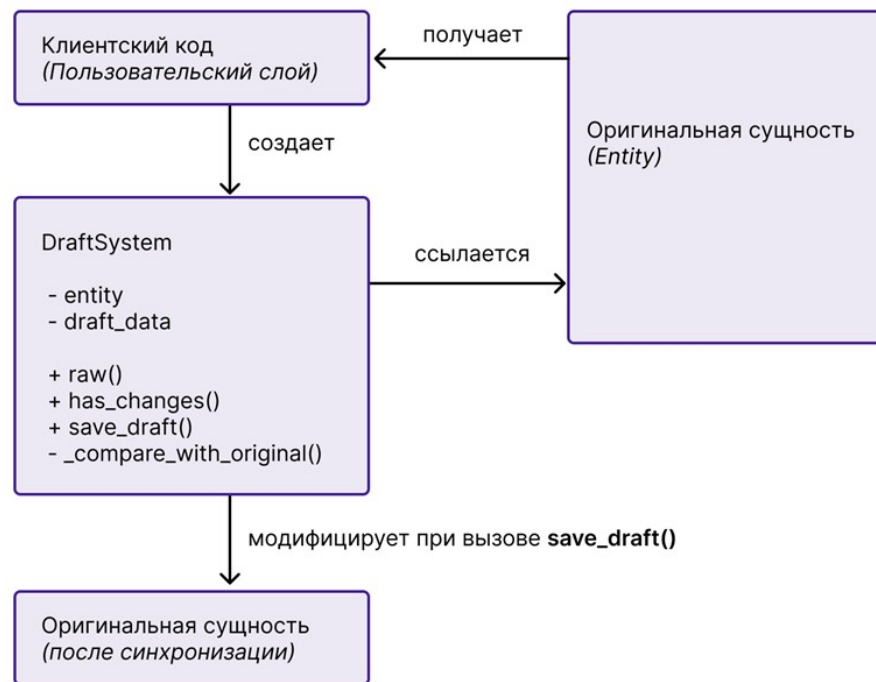 Клиентский код
(Пользовательский слой)
получает
Оригинальная сущность
(Entity)
создает
DraftSystem
- entity
- draft_data
+ raw()
+ has_changes()
+ save_draft()
- _compare_with_original()
ссылается
модифицирует при вызове save_draft()
Оригинальная сущность
(после синхронизации)